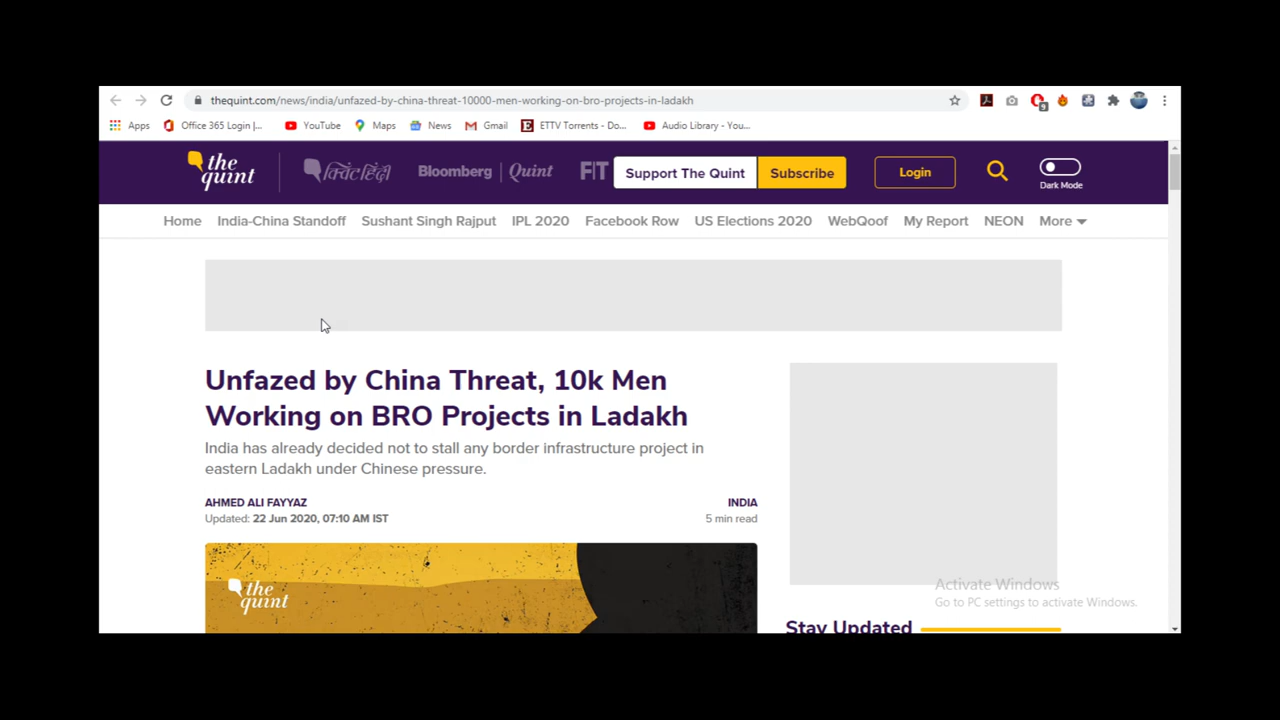 thequint.com/news/india/unfazed-by-china-threat-10000-men-working-on-bro-projects-in-ladakh
9
Apps Office 365 Login |... YouTube Maps News Gmail ETTV Torrents - Do... Audio Library - You...
the quint क्विंट हिंदी Bloomberg | Quint FIT Support The Quint Subscribe Login Dark Mode
Home India-China Standoff Sushant Singh Rajput IPL 2020 Facebook Row US Elections 2020 WebQoof My Report NEON More
Unfazed by China Threat, 10k Men
Working on BRO Projects in Ladakh
India has already decided not to stall any border infrastructure project in
eastern Ladakh under Chinese pressure.
AHMED ALI FAYYAZ INDIA
Updated: 22 Jun 2020, 07:10 AM IST 5 min read
the
quint
Activate Windows
Go to PC settings to activate Windows.
Stay Updated